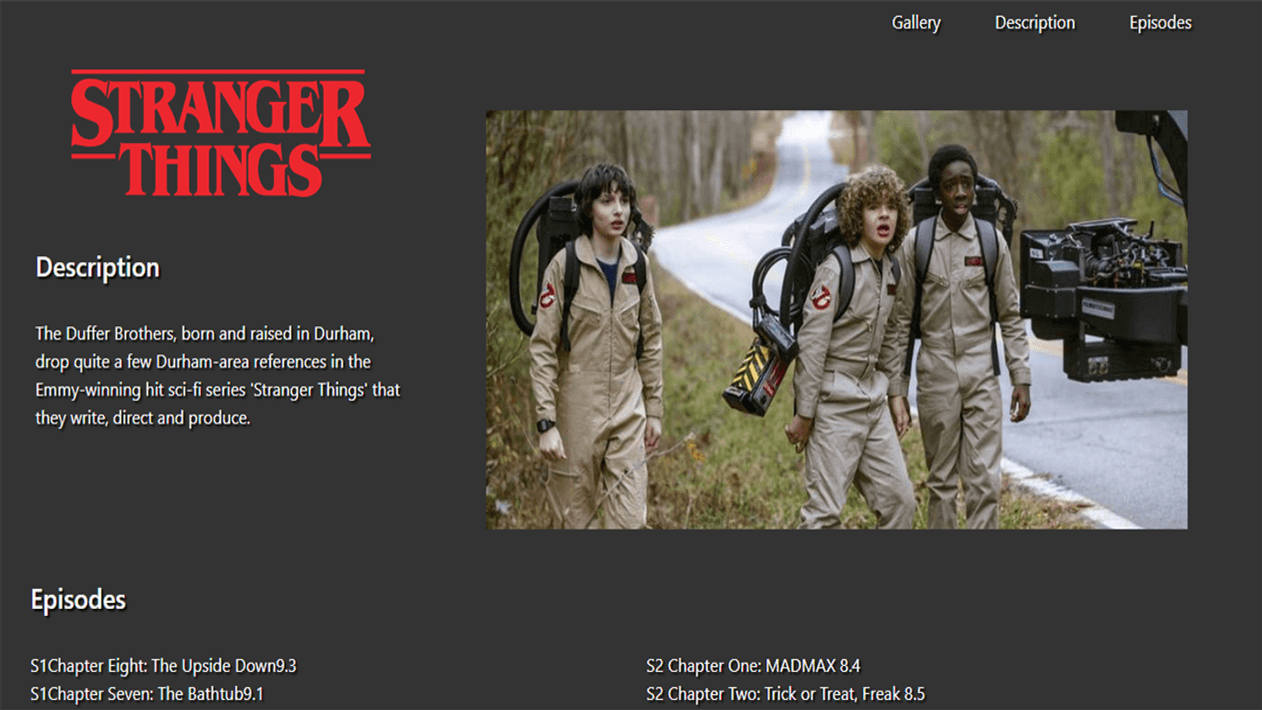 Gallery Description Episodes
STRANGER
THINGS
Description
The Duffer Brothers, born and raised in Durham,
drop quite a few Durham-area references in the
Emmy-winning hit sci-fi series 'Stranger Things' that
they write, direct and produce.
Episodes
S1Chapter Eight: The Upside Down9.3
S1Chapter Seven: The Bathtub9.1
S2 Chapter One: MADMAX 8.4
S2 Chapter Two: Trick or Treat, Freak 8.5